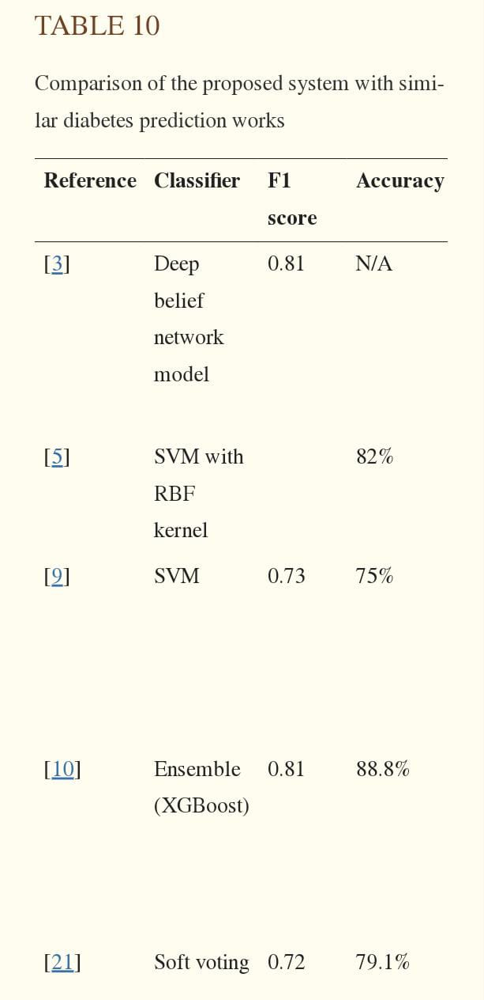 TABLE 10
Comparison of the proposed system with simi-
lar diabetes prediction works
Reference Classifier F1 Accuracy
score
[3] Deep 0.81 N/A
belief
network
model
[5] SVM with 82%
RBF
kernel
[9] SVM 0.73 75%
[10] Ensemble 0.81 88.8%
(XGBoost)
[21] Soft voting 0.72 79.1%